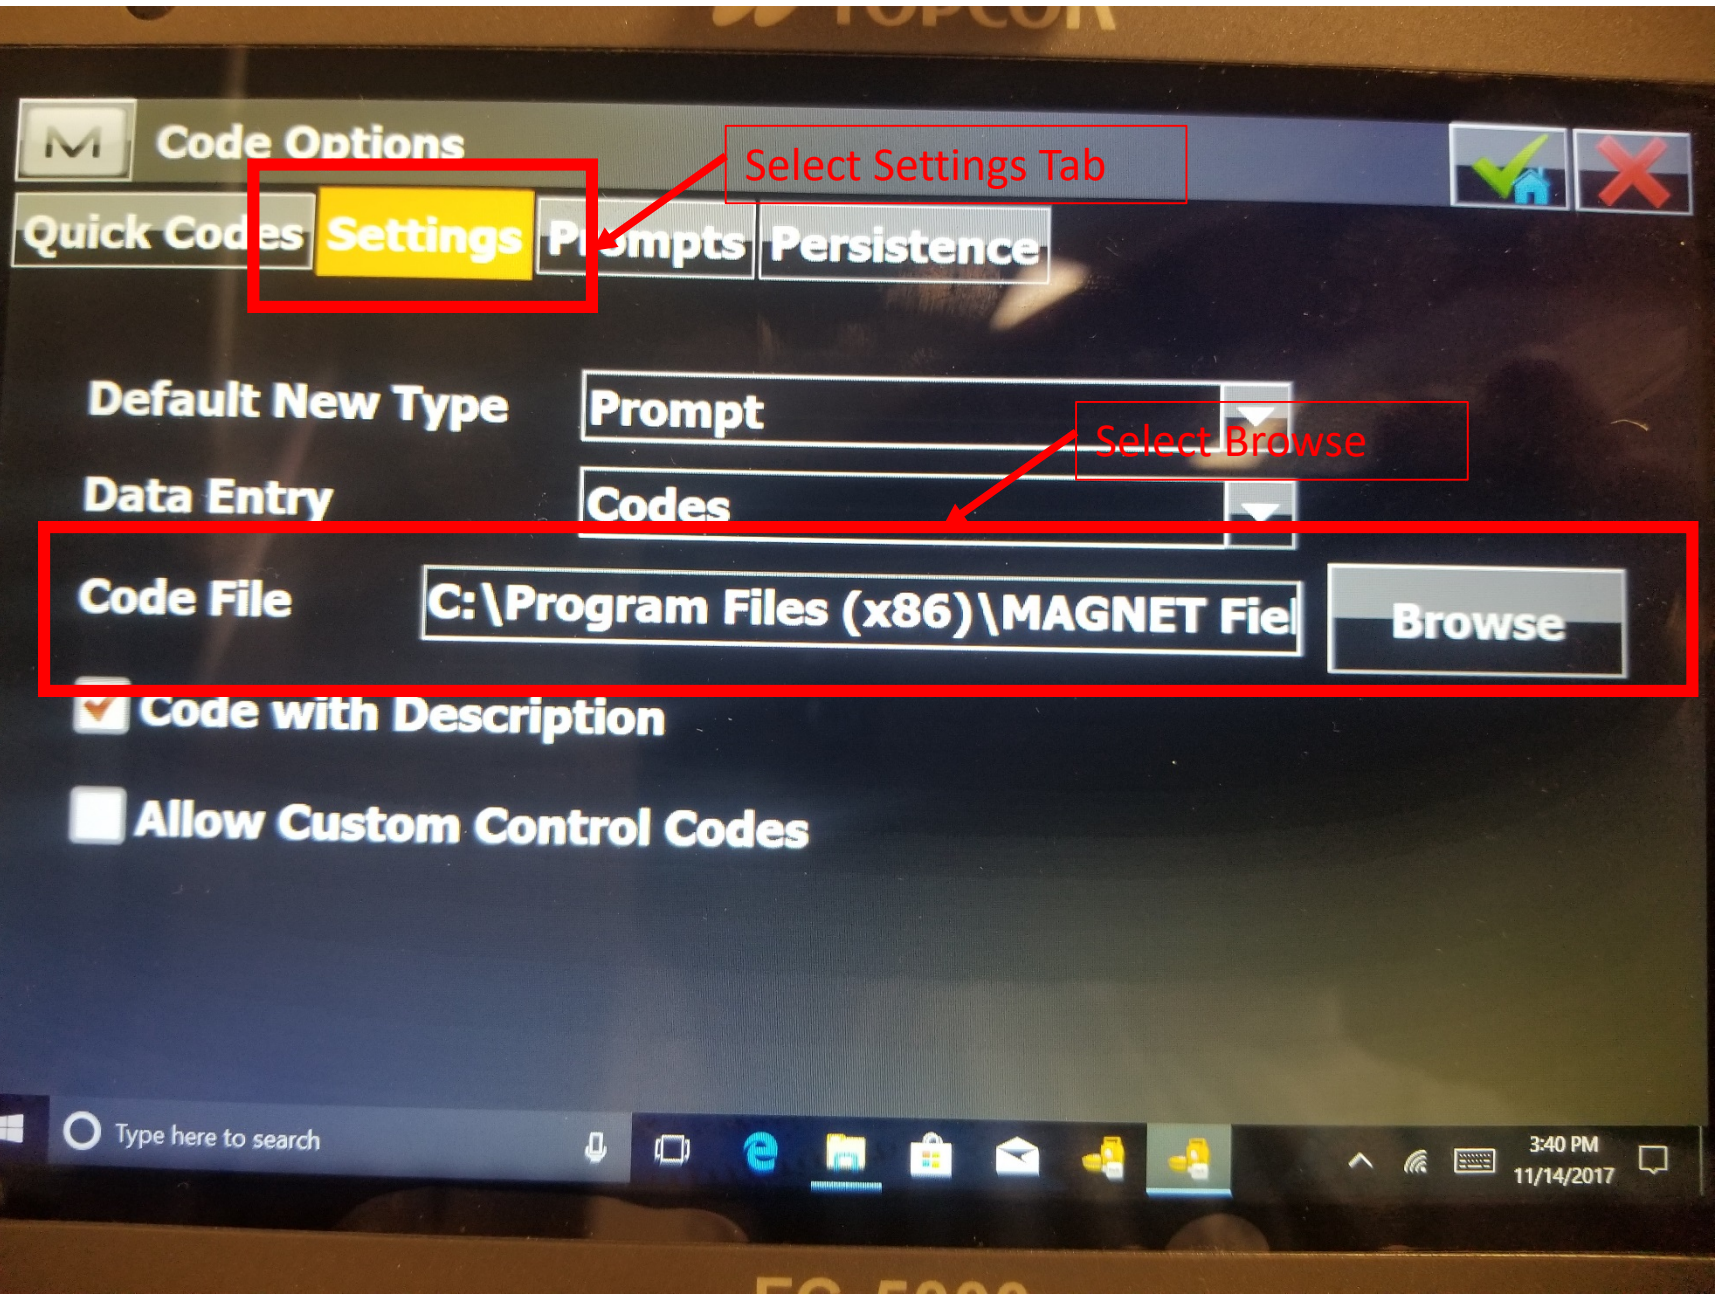 TOPCON
Code Options
Select Settings Tab
Quick Codes Settings Prompts Persistence
Default New Type Prompt
Select Browse
Data Entry Codes
Code File C:\Program Files (x86)\MAGNET Fiel Browse
Code with Description
Allow Custom Control Codes
Type here to search
3:40 PM
11/14/2017